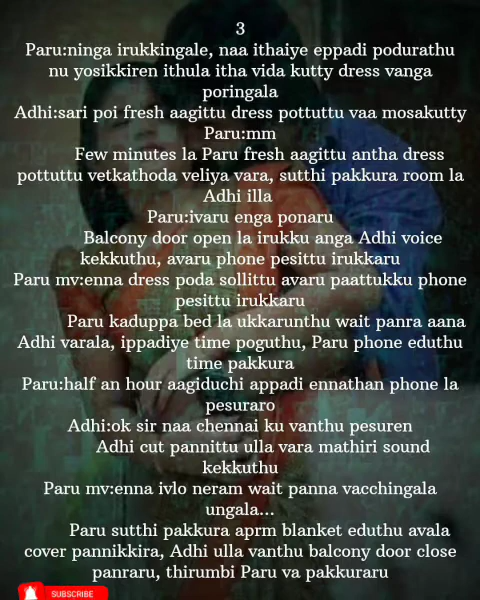 3
Paru:ninga irukkingale, naa ithaiye eppadi podurathu
nu yosikkiren ithula itha vida kutty dress vanga
poringala
Adhi:sari poi fresh aagittu dress pottuttu vaa mosakutty
Paru:mm
Few minutes la Paru fresh aagittu antha dress
pottuttu vetkathoda veliya vara, sutthi pakkura room la
Adhi illa
Paru:ivaru enga ponaru
Balcony door open la irukku anga Adhi voice
kekkuthu, avaru phone pesittu irukkaru
Paru mv:enna dress poda sollittu avaru paattukku phone
pesittu irukkaru
Paru kaduppa bed la ukkarunthu wait panra aana
Adhi varala, ippadiye time poguthu, Paru phone eduthu
time pakkura
Paru:half an hour aagiduchi appadi ennathan phone la
pesuraro
Adhi:ok sir naa chennai ku vanthu pesuren
Adhi cut pannittu ulla vara mathiri sound
kekkuthu
Paru mv:enna ivlo neram wait panna vacchingala
ungala...
Paru sutthi pakkura aprm blanket eduthu avala
cover pannikkira, Adhi ulla vanthu balcony door close
panraru, thirumbi Paru va pakkuraru
SUBSCRIBE